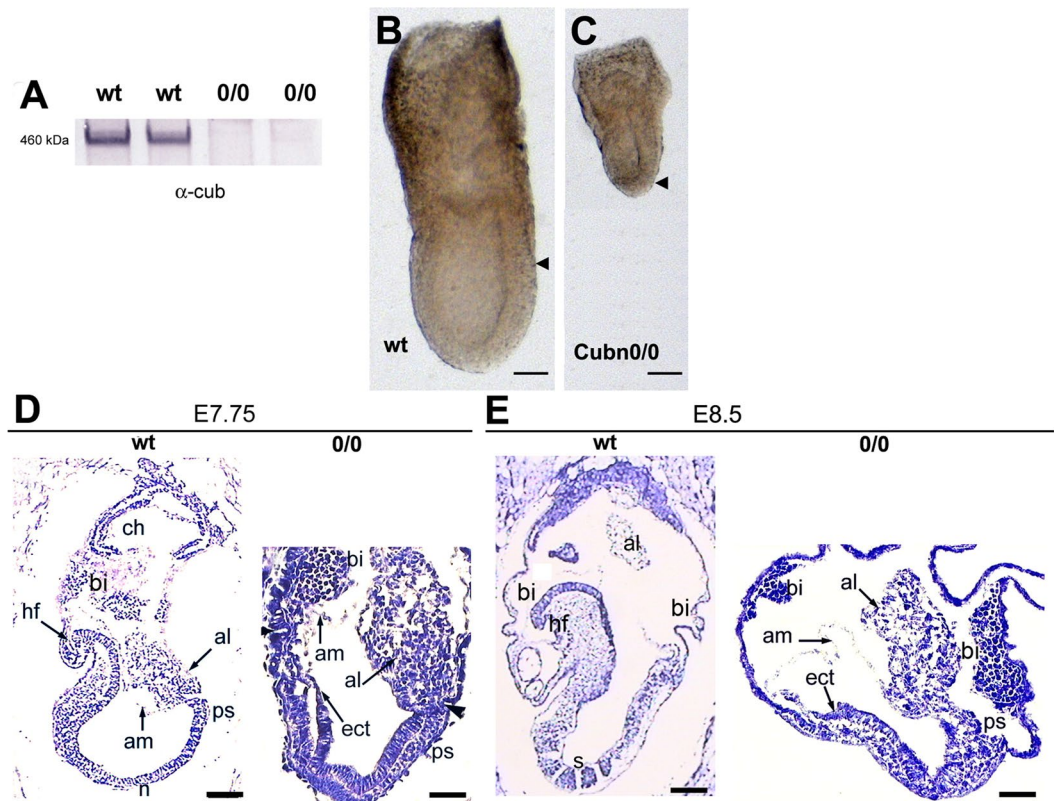 A
wt wt 0/0 0/0
460 kDa
α-cub
B
wt
C
Cubn0/0
D
E7.75
wt 0/0
ch
bi
hf
al
am
ps
n
bi
am
al
ect
ps
E
E8.5
wt 0/0
al
bi
hf
bi
s
bi
al
am
bi
ect
ps